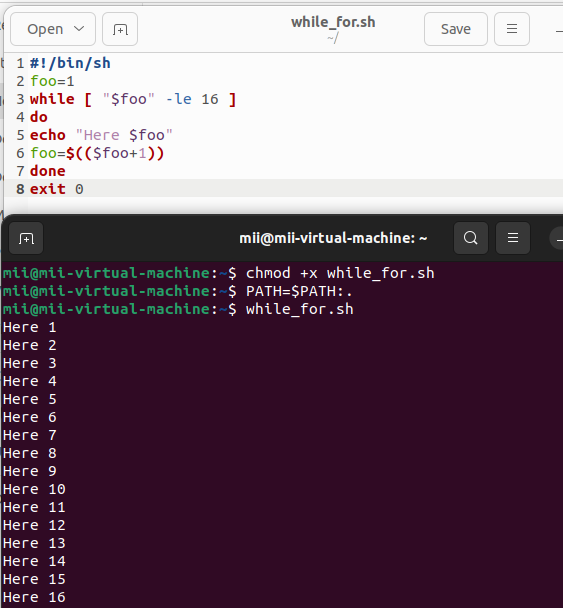 Open
while_for.sh
~/
Save
1 #!/bin/sh
2 foo=1
3 while [ "$foo" -le 16 ]
4 do
5 echo "Here $foo"
6 foo=$(($foo+1))
7 done
8 exit 0
mii@mii-virtual-machine: ~
mii@mii-virtual-machine:~$ chmod +x while_for.sh
mii@mii-virtual-machine:~$ PATH=$PATH:.
mii@mii-virtual-machine:~$ while_for.sh
Here 1
Here 2
Here 3
Here 4
Here 5
Here 6
Here 7
Here 8
Here 9
Here 10
Here 11
Here 12
Here 13
Here 14
Here 15
Here 16